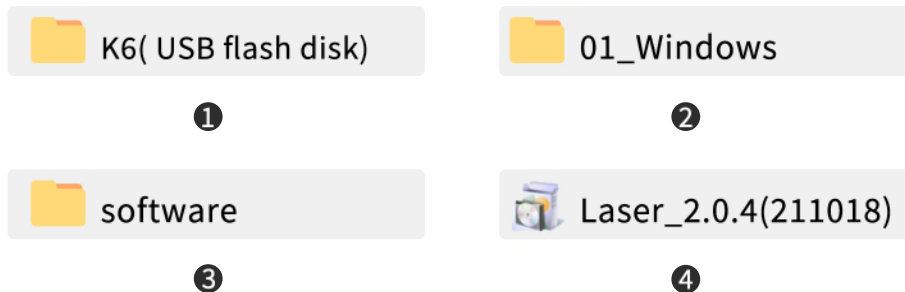 K6( USB flash disk)
01_Windows
❶
❷
software
Laser_2.0.4(211018)
❸
❹